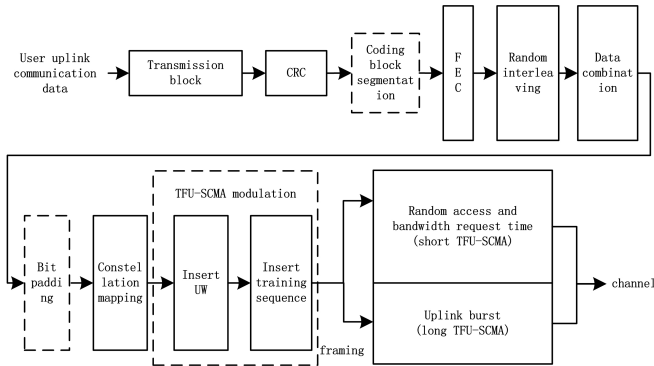 User uplink
communication
data
Transmission
block
CRC
Coding
block
segmentat
ion
F
E
C
Random
interlea
ving
Data
combinat
ion
TFU-SCMA modulation
Bit
paddi
ng
Constel
lation
mapping
Insert
UW
Insert
training
sequence
framing
Random access and
bandwidth request time
(short TFU-SCMA)
Uplink burst
(long TFU-SCMA)
channel